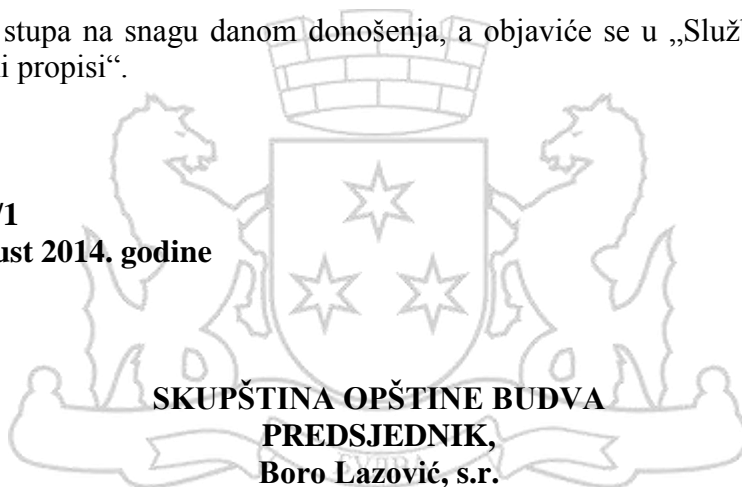 stupa na snagu danom donošenja, a objaviće se u „Služ
i propisi“.
/1
ust 2014. godine
SKUPŠTINA OPŠTINE BUDVA
PREDSJEDNIK,
Boro Lazović, s.r.